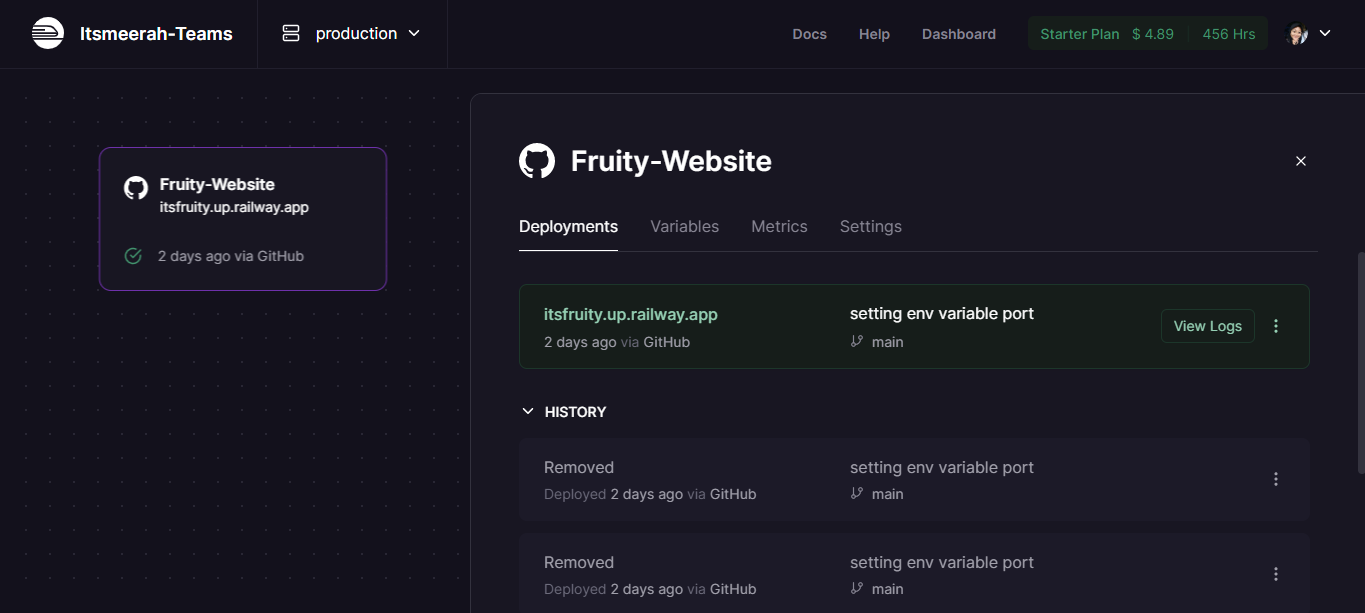 Itsmeerah-Teams
production
Docs
Help
Dashboard
Starter Plan $ 4.89 456 Hrs
Fruity-Website
itsfruity.up.railway.app
2 days ago via GitHub
Fruity-Website
Deployments
Variables
Metrics
Settings
itsfruity.up.railway.app
2 days ago via GitHub
setting env variable port
main
View Logs
HISTORY
Removed
Deployed 2 days ago via GitHub
setting env variable port
main
Removed
Deployed 2 days ago via GitHub
setting env variable port
main